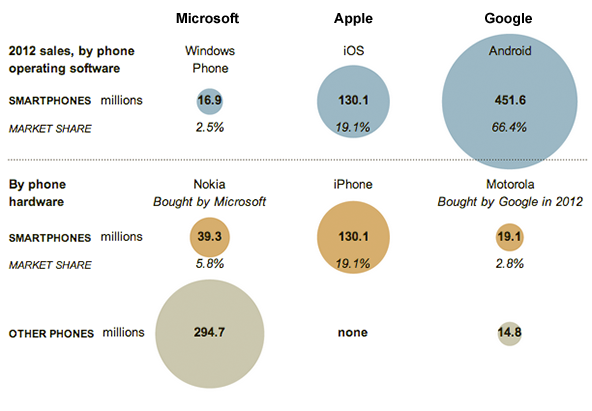 Microsoft Apple Google
2012 sales, by phone Windows iOS Android
operating software Phone
SMARTPHONES millions 16.9 130.1 451.6
MARKET SHARE 2.5% 19.1% 66.4%
By phone Nokia iPhone Motorola
hardware Bought by Microsoft Bought by Google in 2012
SMARTPHONES millions 39.3 130.1 19.1
MARKET SHARE 5.8% 19.1% 2.8%
OTHER PHONES millions 294.7 none 14.8